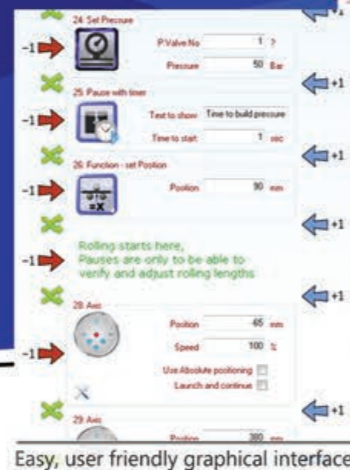 +1
24 Set Pressure
-1
P.Valve No 1 ?
Pressure 50 Bar
+1
25. Pause with timer
-1
Text to show: Time to build pressure
Time to start: 1 sec
+1
26. Function - set Position
-1
Position 90 mm
=X
+1
Rolling starts here,
-1
Pauses are only to be able to
verify and adjust rolling lengths
+1
28. Axis
Position -65 mm
-1
Speed 100 %
Use Absolute positioning
Launch and continue
+1
29. Axis
Position 380 mm
Easy, user friendly graphical interface